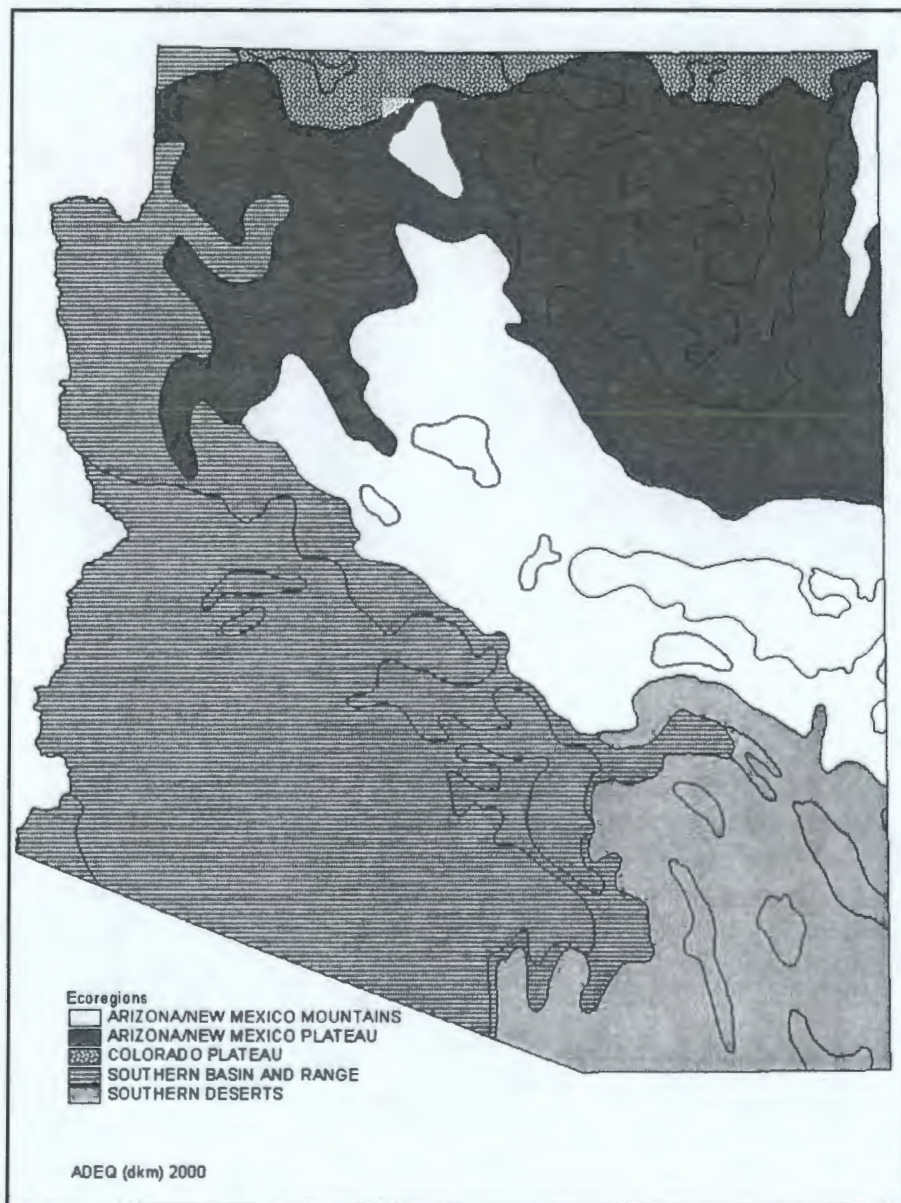 Ecoregions
ARIZONA/NEW MEXICO MOUNTAINS
ARIZONA/NEW MEXICO PLATEAU
COLORADO PLATEAU
SOUTHERN BASIN AND RANGE
SOUTHERN DESERTS
ADEQ (dkm) 2000